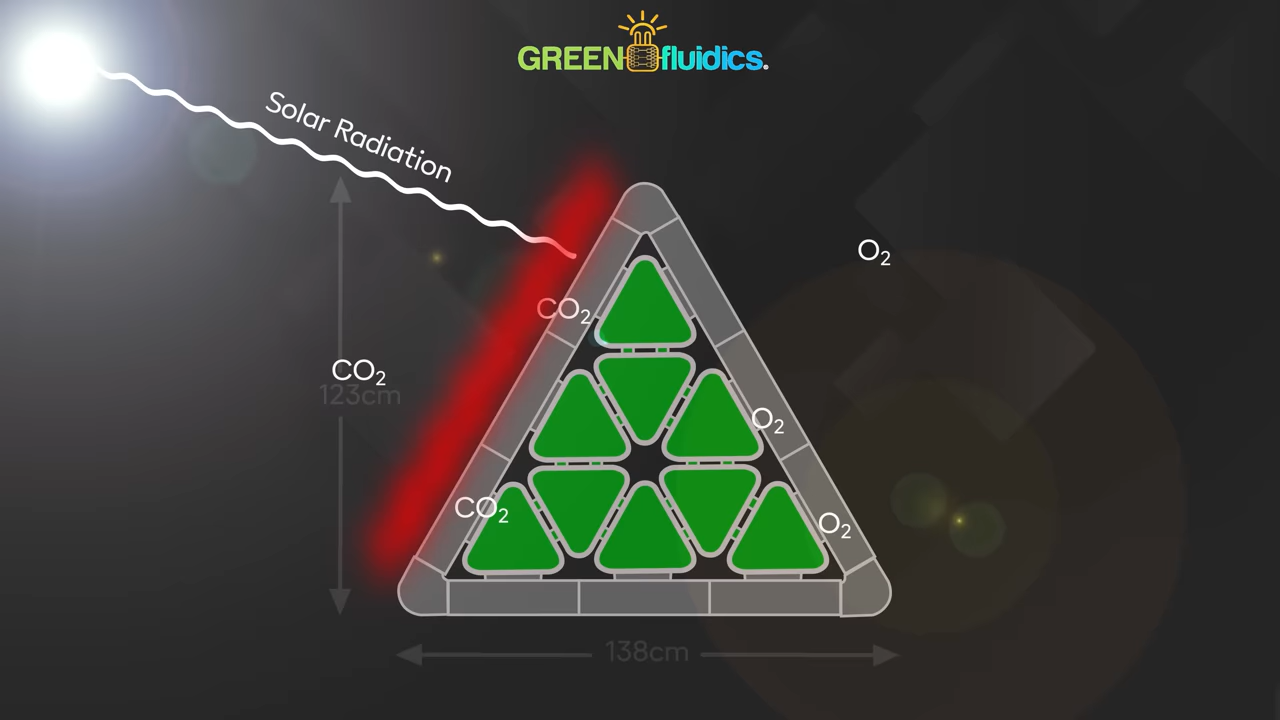 GREEN fluidics.
Solar Radiation
O₂
CO₂
CO₂
123cm
O₂
CO₂
O₂
138cm